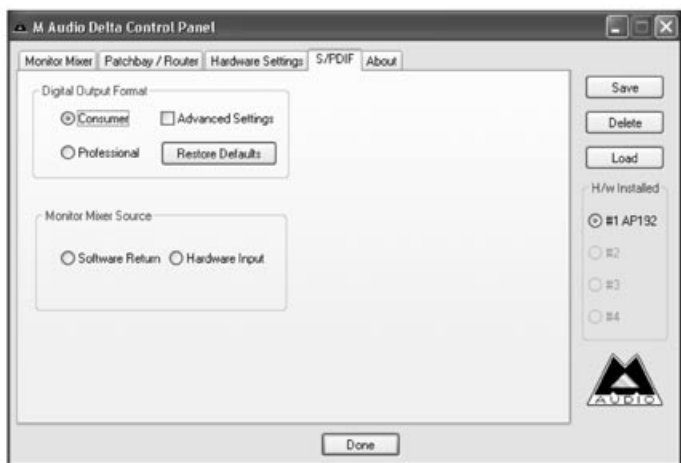 M Audio Delta Control Panel
Monitor Mixer Patchbay / Router Hardware Settings S/PDIF About
Digital Output Format
Consumer Advanced Settings
Professional Restore Defaults
Monitor Mixer Source
Software Return Hardware Input
Save
Delete
Load
H/w Installed
#1 AP192
#2
#3
#4
M AUDIO
Done